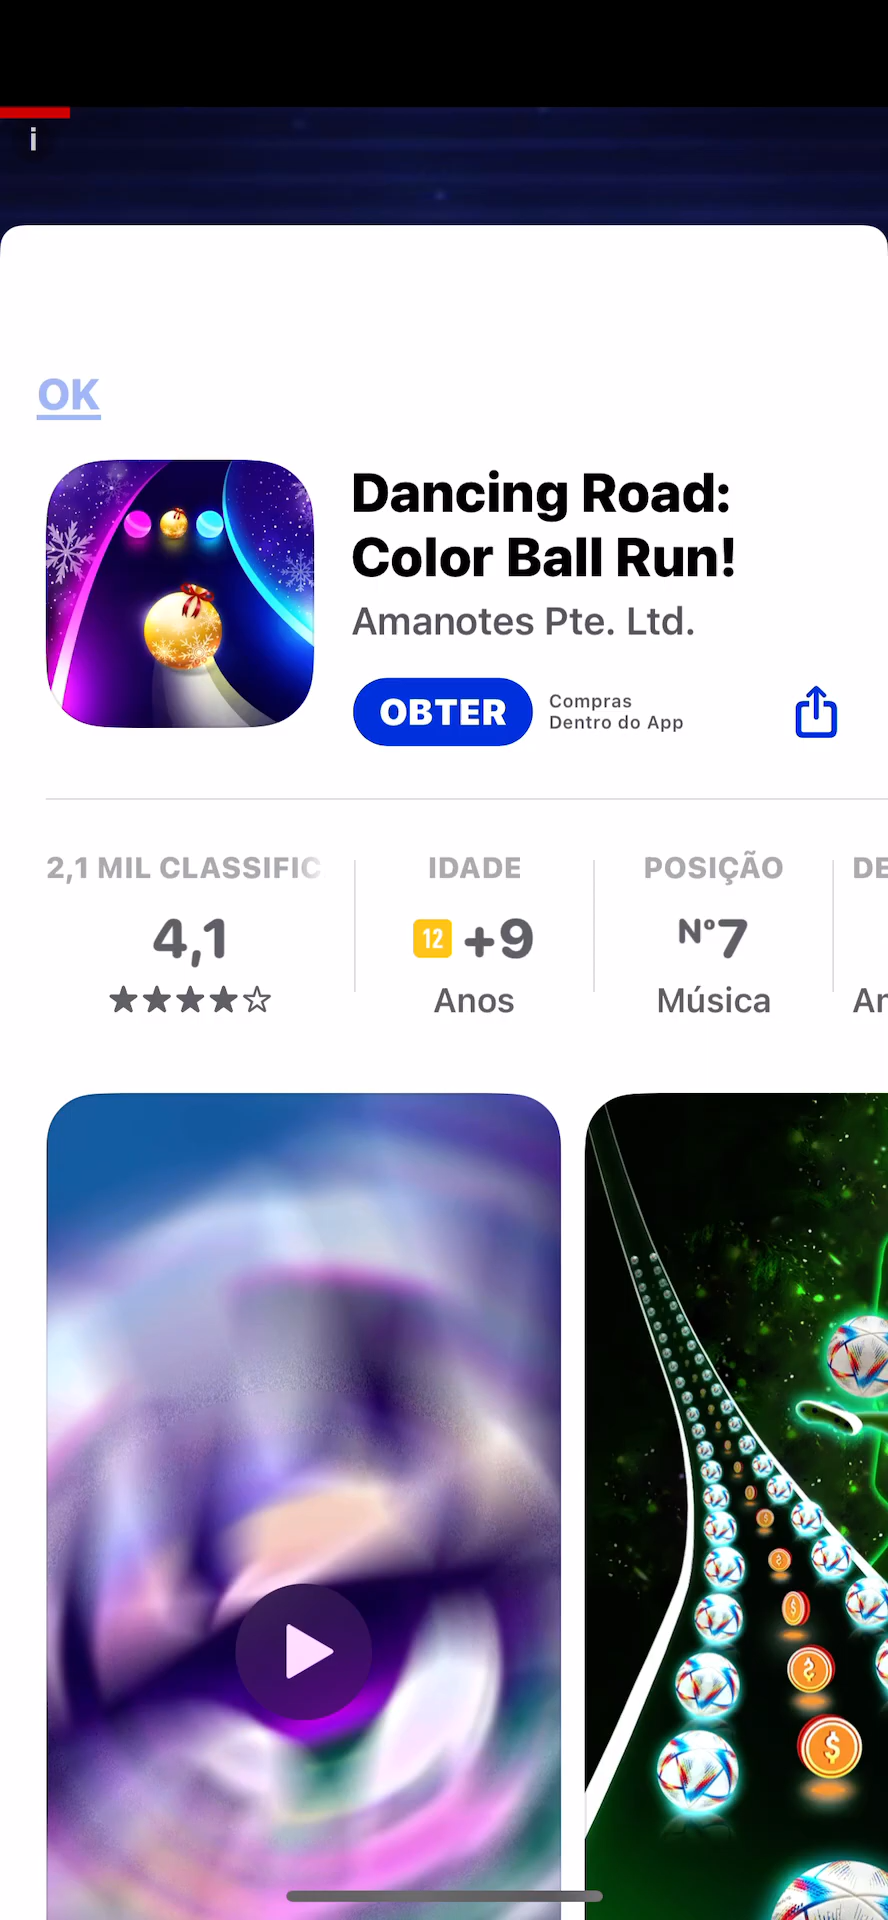 i
OK
Dancing Road:
Color Ball Run!
Amanotes Pte. Ltd.
OBTER
Compras
Dentro do App
2,1 MIL CLASSIFIC
IDADE
POSIÇÃO
DE
4,1
12 +9
Nº7
★★★★☆
Anos
Música
Ar